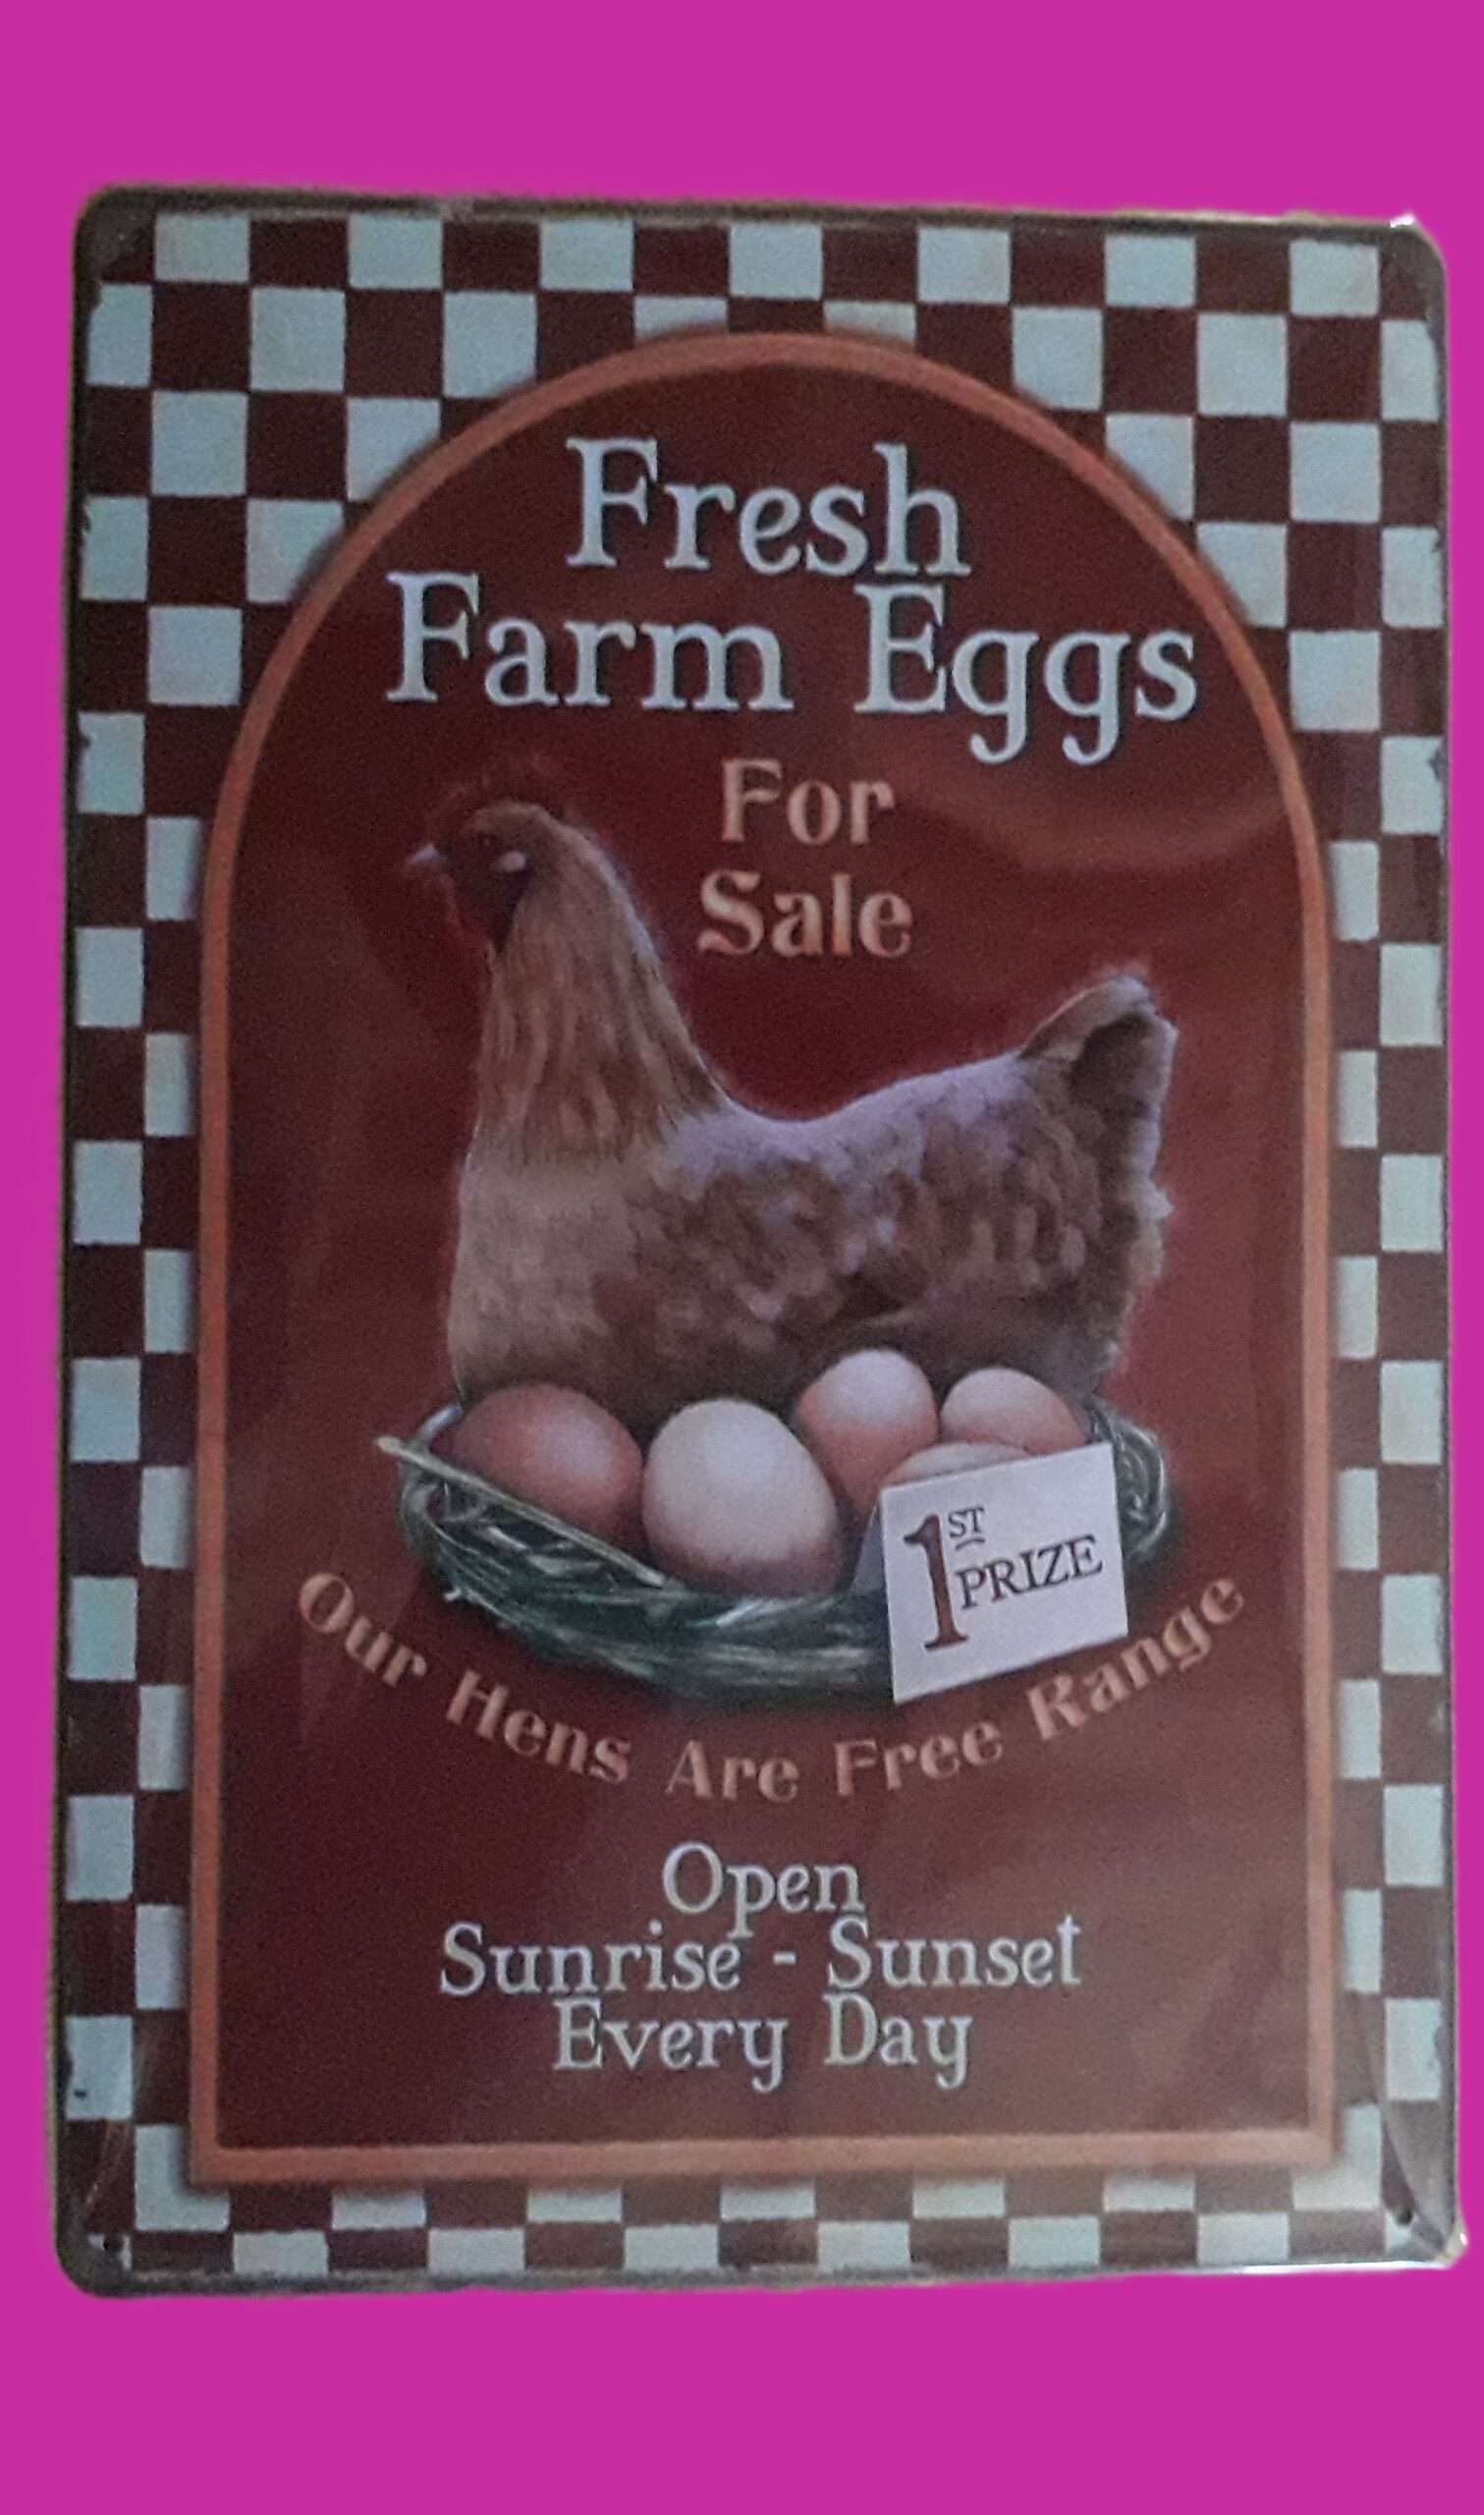 Fresh
Farm Eggs
For
Sale
1ST
PRIZE
Our Hens Are Free Range
Open
Sunrise - Sunset
Every Day